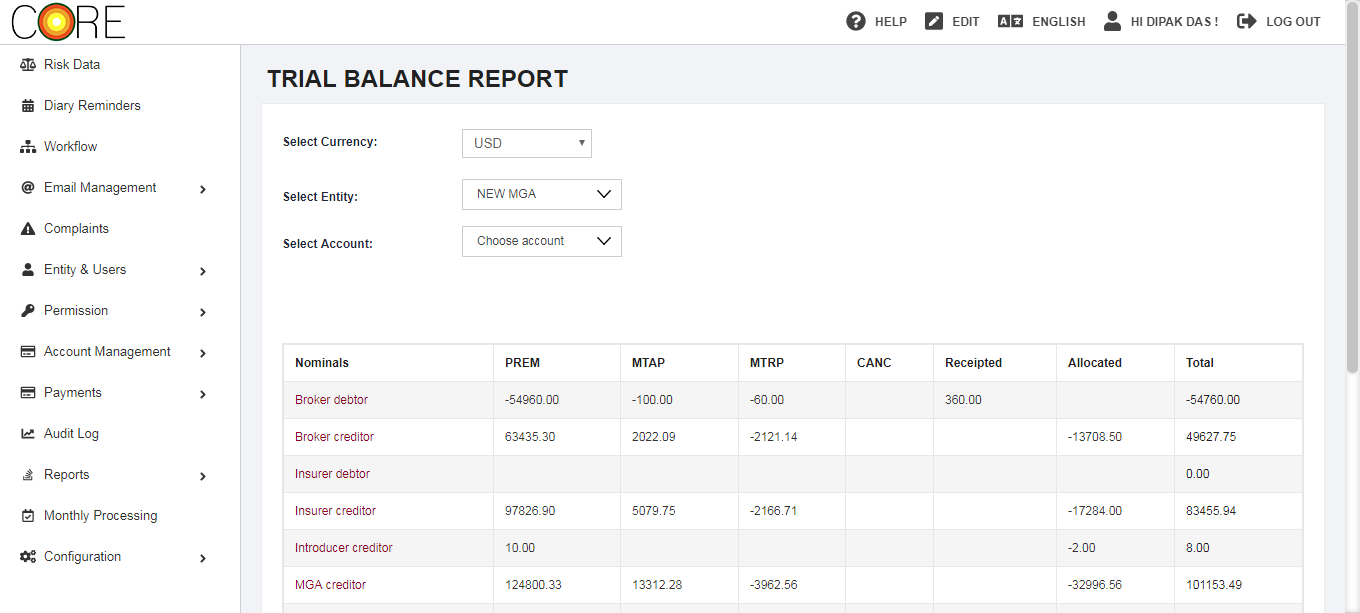 CORE
HELP EDIT ENGLISH HI DIPAK DAS ! LOG OUT
Risk Data
Diary Reminders
Workflow
Email Management
Complaints
Entity & Users
Permission
Account Management
Payments
Audit Log
Reports
Monthly Processing
Configuration
TRIAL BALANCE REPORT
Select Currency: USD
Select Entity: NEW MGA
Select Account: Choose account
Nominals PREM MTAP MTRP CANC Receipted Allocated Total
Broker debtor -54960.00 -100.00 -60.00 360.00 -54760.00
Broker creditor 63435.30 2022.09 -2121.14 -13708.50 49627.75
Insurer debtor 0.00
Insurer creditor 97826.90 5079.75 -2166.71 -17284.00 83455.94
Introducer creditor 10.00 -2.00 8.00
MGA creditor 124800.33 13312.28 -3962.56 -32996.56 101153.49